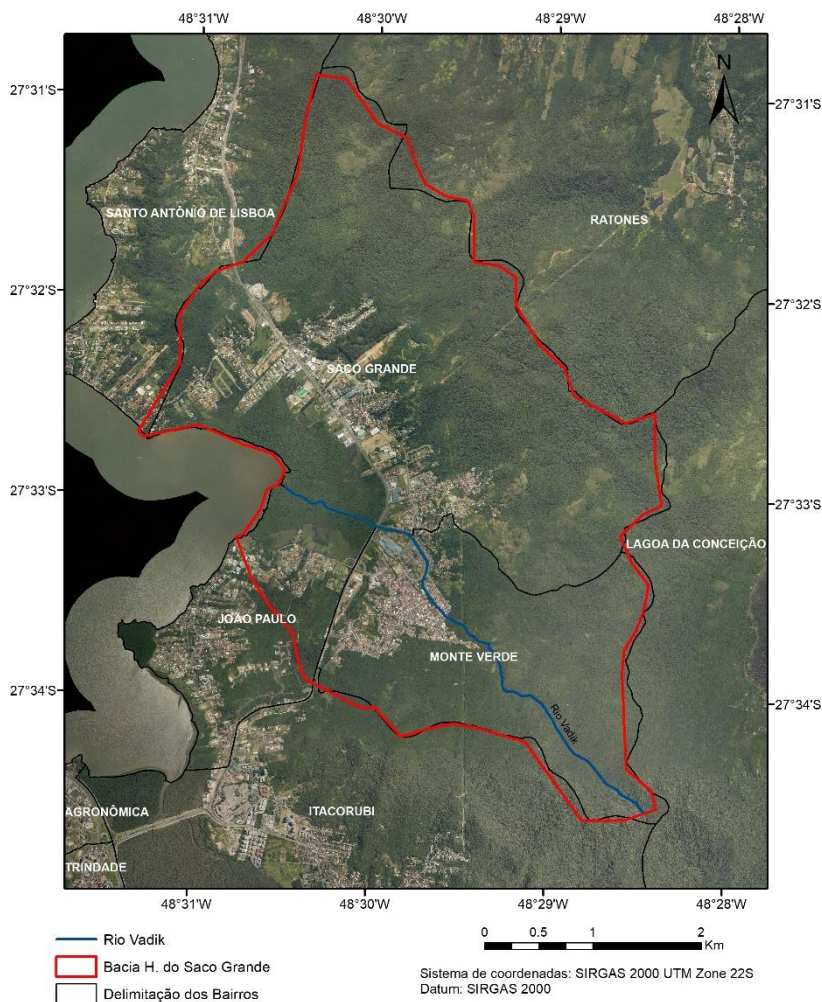 48°31'W 48°30'W 48°29'W 48°28'W
N
27°31'S 27°31'S
SANTO ANTÔNIO DE LISBOA
RATONES
27°32'S 27°32'S
SACO GRANDE
27°33'S 27°33'S
LAGOA DA CONCEIÇÃO
JOÃO PAULO
MONTE VERDE
27°34'S 27°34'S
Rio Vadik
AGRONÔMICA
ITACORUBI
TRINDADE
48°31'W 48°30'W 48°29'W 48°28'W
Rio Vadik
Bacia H. do Saco Grande
Delimitação dos Bairros
0 0.5 1 2
Km
Sistema de coordenadas: SIRGAS 2000 UTM Zone 22S
Datum: SIRGAS 2000